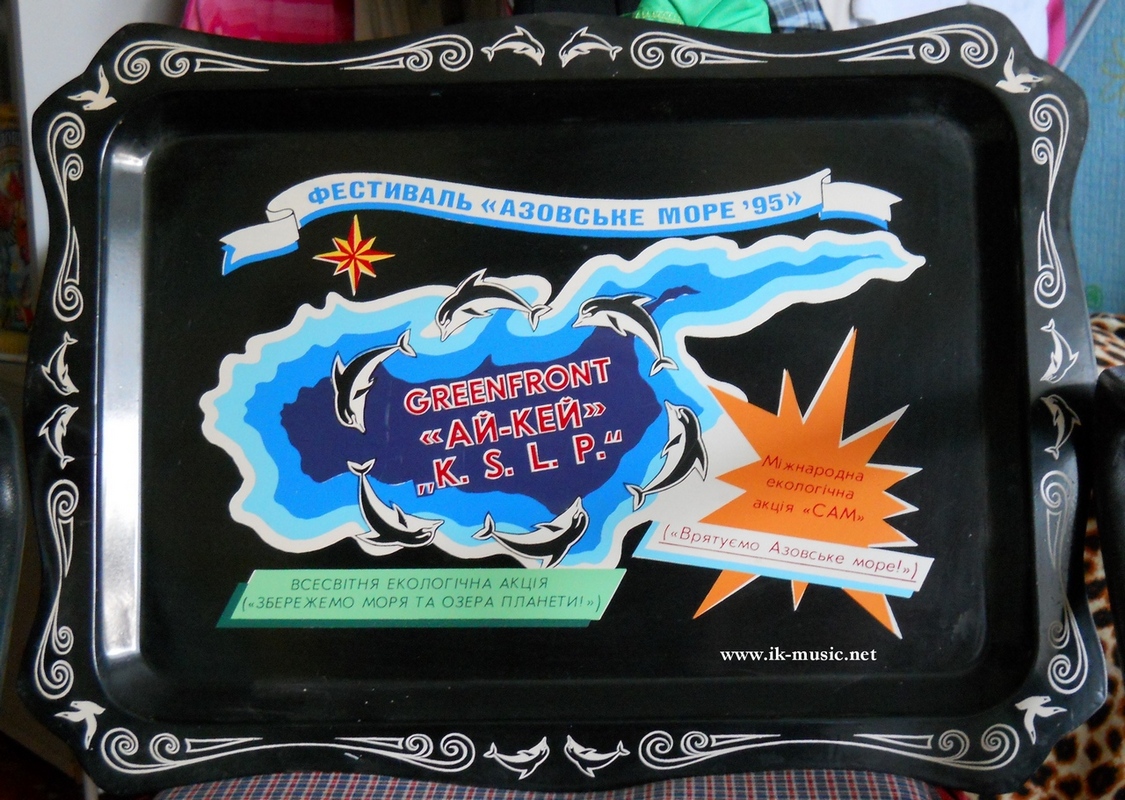 ФЕСТИВАЛЬ «АЗОВСЬКЕ МОРЕ '95»
GREENFRONT
«АЙ-КЕЙ»
„K. S. L. P.“
Міжнародна
екологічна
акція «САМ»
(«Врятуємо Азовське море!»)
ВСЕСВІТНЯ ЕКОЛОГІЧНА АКЦІЯ
(«ЗБЕРЕЖЕМО МОРЯ ТА ОЗЕРА ПЛАНЕТИ!»)
www.ik-music.net